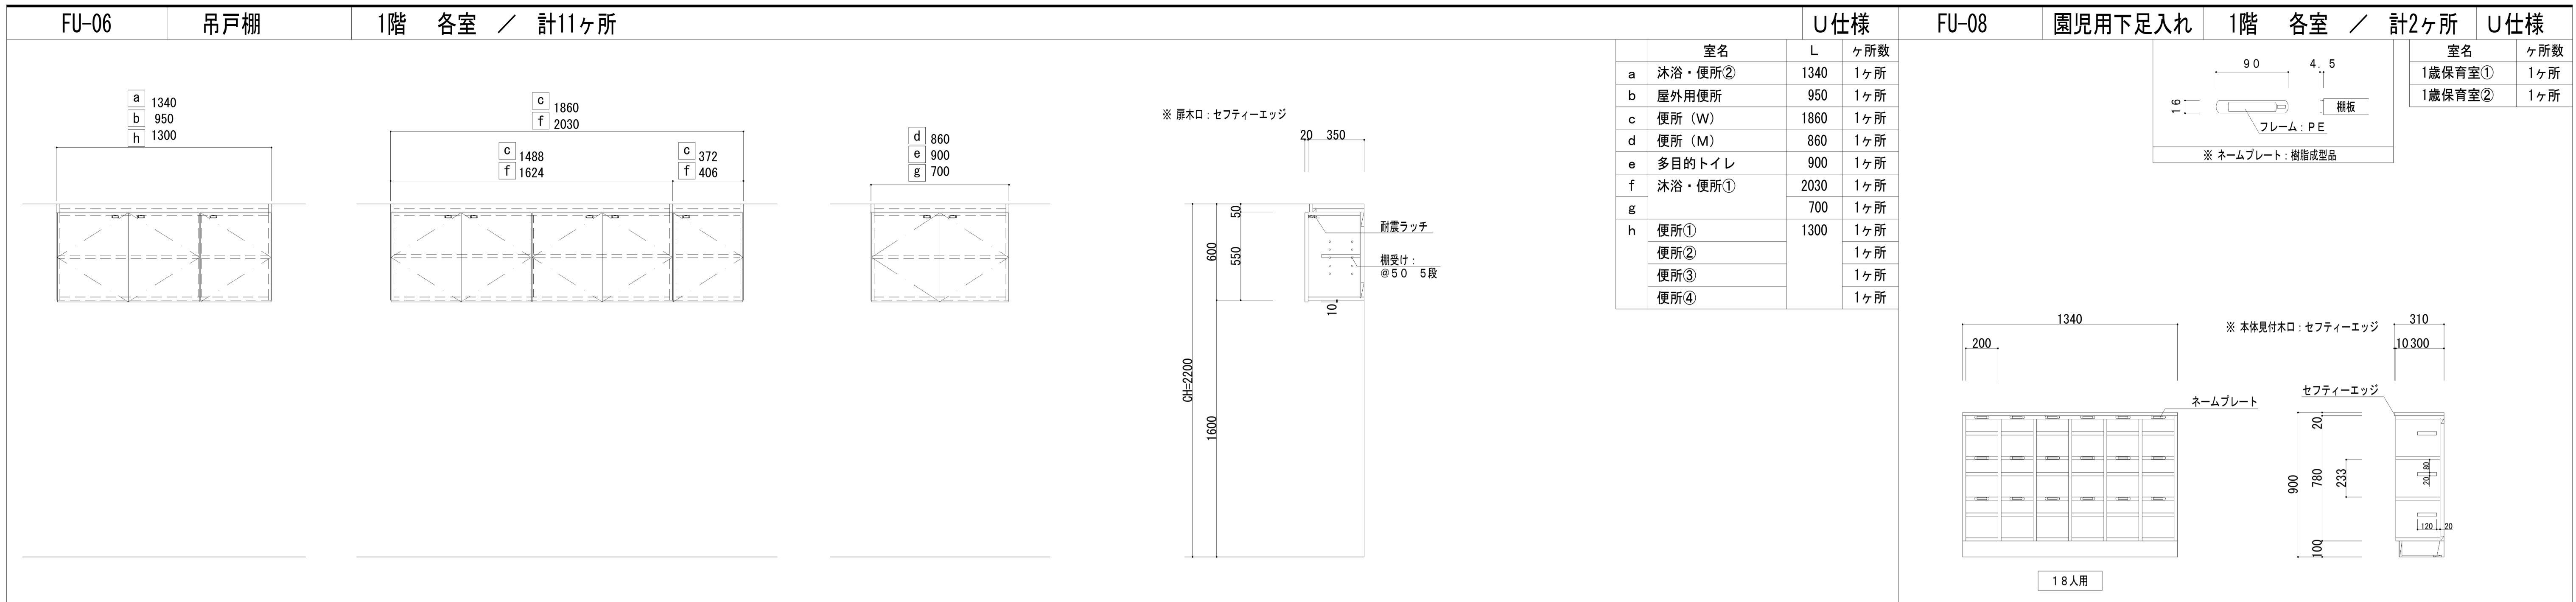 FU-06 吊戸棚 1階 各室 ／ 計11ヶ所 U仕様
室名 L ヶ所数
a 沐浴・便所② 1340 1ヶ所
b 屋外用便所 950 1ヶ所
c 便所（W） 1860 1ヶ所
d 便所（M） 860 1ヶ所
e 多目的トイレ 900 1ヶ所
f 沐浴・便所① 2030 1ヶ所
g 700 1ヶ所
h 便所① 1300 1ヶ所
便所② 1ヶ所
便所③ 1ヶ所
便所④ 1ヶ所
a 1340
b 950
h 1300
c 1860
f 2030
c 1488
f 1624
c 372
f 406
d 860
e 900
g 700
※ 扉木口：セフティーエッジ
20 350
50
600
550
耐震ラッチ
棚受け：
@50 5段
10
CH=2200
1600
FU-08 園児用下足入れ 1階 各室 ／ 計2ヶ所 U仕様
室名 ヶ所数
1歳保育室① 1ヶ所
1歳保育室② 1ヶ所
90 4.5
16
棚板
フレーム：PE
※ ネームプレート：樹脂成型品
1340
200
※ 本体見付木口：セフティーエッジ
310
10 300
セフティーエッジ
ネームプレート
20
900
780
233
80
20
120 20
100
18人用